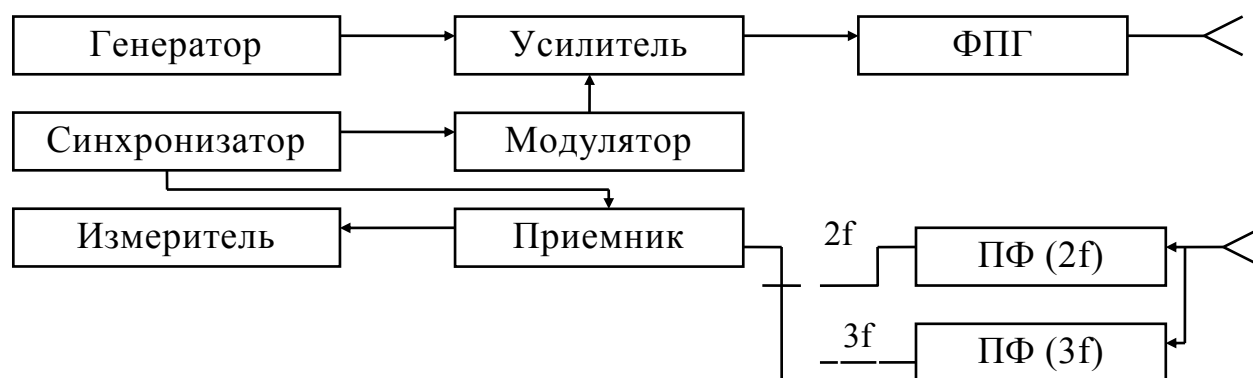 Генератор
Усилитель
ФПГ
Синхронизатор
Модулятор
Измеритель
Приемник
2f
ПФ (2f)
3f
ПФ (3f)